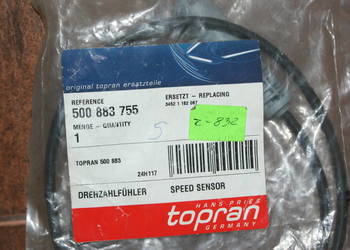 original topran ersatzteile
REFERENCE
500 883 755
ERSETZT - REPLACING
MENGE - QUANTITY
1
5
z-832
TOPRAN 500 883
24H117
DREHZAHLFÜHLER
SPEED SENSOR
HANS PRIES
topran
GERMANY